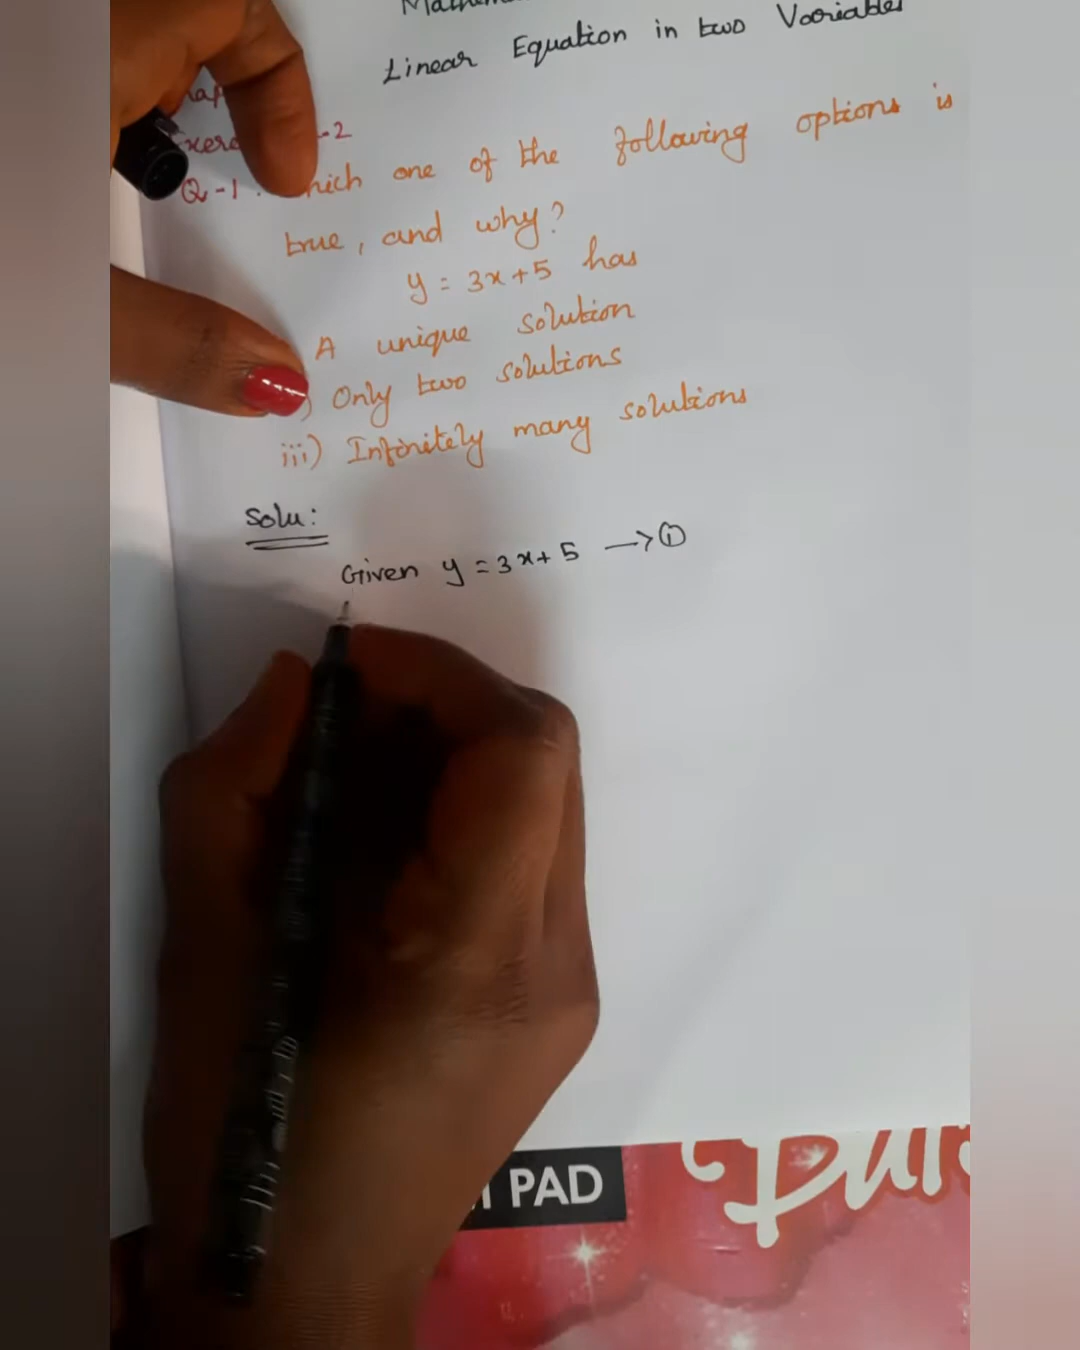 Linear Equation in two Variables
-2
Q-1. which one of the following options is
true, and why?
y = 3x+5 has
A unique solution
) Only two solutions
iii) Infinitely many solutions
Solu:
Given y = 3x+5 →①
PAD